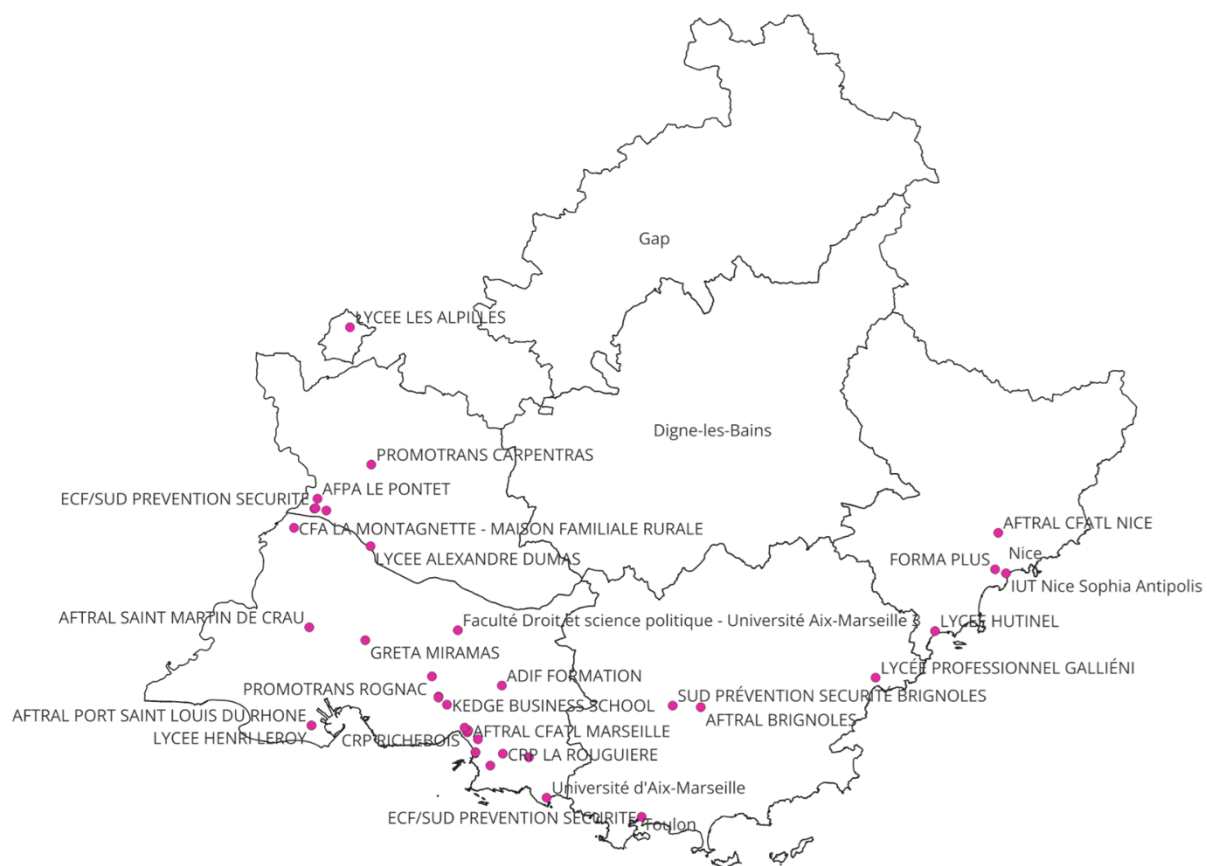 Gap
LYCEE LES ALPILLES
Digne-les-Bains
PROMOTRANS CARPENTRAS
AFPA LE PONTET
ECF/SUD PREVENTION SECURITE
CFA LA MONTAGNETTE - MAISON FAMILIALE RURALE
AFTRAL CFATL NICE
LYCEE ALEXANDRE DUMAS
Nice
FORMA PLUS
IUT Nice Sophia Antipolis
AFTRAL SAINT MARTIN DE CRAU
Faculté Droit et science politique - Université Aix-Marseille 3
LYCEE HUTINEL
GRETA MIRAMAS
LYCÉE PROFESSIONNEL GALLIÉNI
ADIF FORMATION
PROMOTRANS ROGNAC
SUD PRÉVENTION SECURITE BRIGNOLES
KEDGE BUSINESS SCHOOL
AFTRAL PORT SAINT LOUIS DU RHONE
AFTRAL BRIGNOLES
AFTRAL CFATL MARSEILLE
LYCEE HENRI LEROY
CRP RICHEBOIS
CRP LA ROUGUIERE
Université d'Aix-Marseille
ECF/SUD PREVENTION SECURITE
Toulon